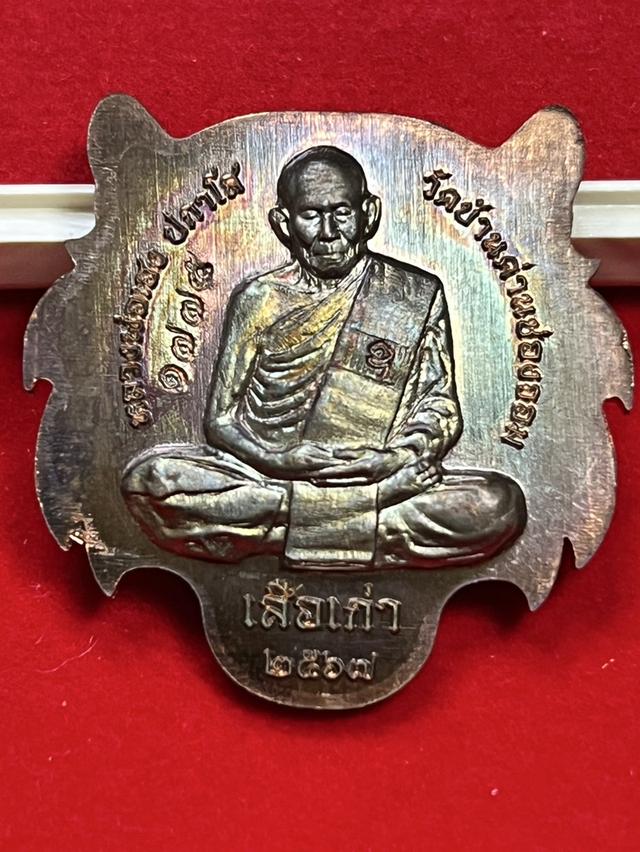 หลวงพ่อเฮง ปภาโส
วัดบ้านด่านช่องจอม
๑๗๗๕
เสือเก่า
๒๕๖๗